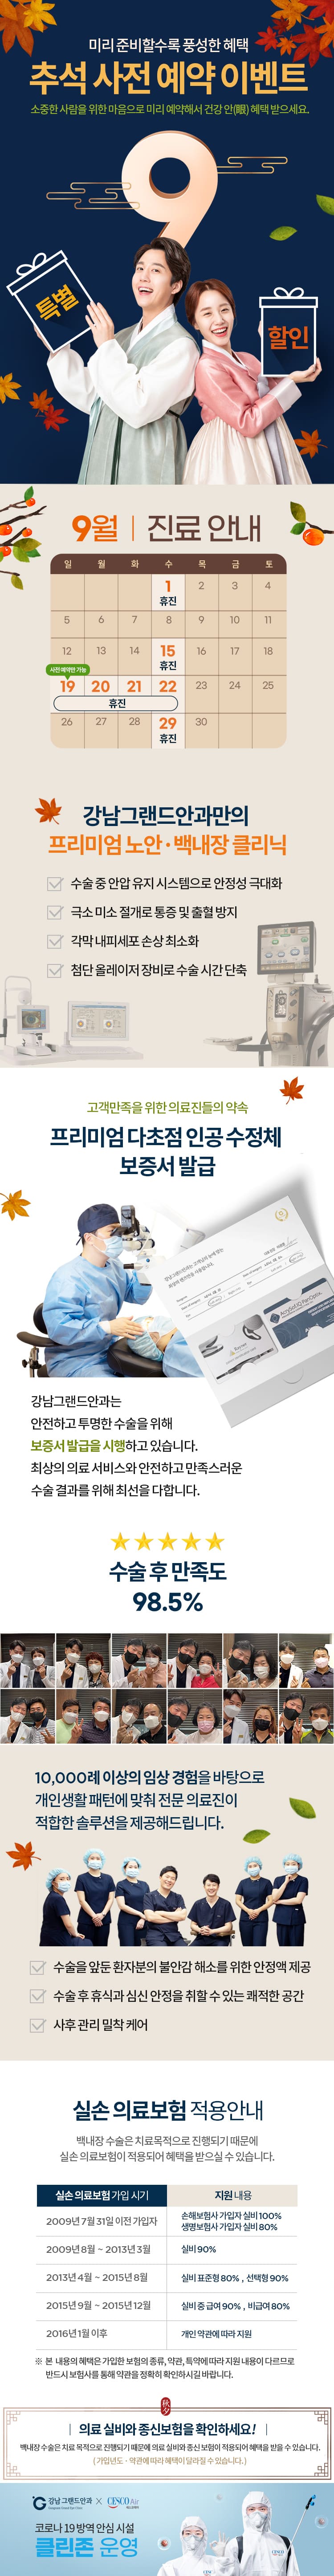 미리 준비할수록 풍성한 혜택
추석 사전 예약 이벤트
소중한 사람을 위한 마음으로 미리 예약해서 건강 안(眼) 혜택 받으세요.
9
특별
할인
9월 | 진료 안내
일 월 화 수 목 금 토
1 2 3 4
휴진
5 6 7 8 9 10 11
12 13 14 15 16 17 18
휴진
사전 예약만 가능
19 20 21 22 23 24 25
휴진
26 27 28 29 30
휴진
강남그랜드안과만의
프리미엄 노안·백내장 클리닉
수술 중 안압 유지 시스템으로 안정성 극대화
극소 미소 절개로 통증 및 출혈 방지
각막 내피세포 손상 최소화
첨단 올레이저 장비로 수술 시간 단축
고객만족을 위한 의료진들의 약속
프리미엄 다초점 인공 수정체
보증서 발급
강남그랜드안과는
안전하고 투명한 수술을 위해
보증서 발급을 시행하고 있습니다.
최상의 의료 서비스와 안전하고 만족스러운
수술 결과를 위해 최선을 다합니다.
수술 후 만족도
98.5%
10,000례 이상의 임상 경험을 바탕으로
개인생활 패턴에 맞춰 전문 의료진이
적합한 솔루션을 제공해드립니다.
수술을 앞둔 환자분의 불안감 해소를 위한 안정액 제공
수술 후 휴식과 심신 안정을 취할 수 있는 쾌적한 공간
사후 관리 밀착 케어
실손 의료보험 적용안내
백내장 수술은 치료목적으로 진행되기 때문에
실손 의료보험이 적용되어 혜택을 받으실 수 있습니다.
실손 의료보험 가입 시기 지원 내용
2009년 7월 31일 이전 가입자 손해보험사 가입자 실비 100%
생명보험사 가입자 실비 80%
2009년 8월 ~ 2013년 3월 실비 90%
2013년 4월 ~ 2015년 8월 실비 표준형 80% , 선택형 90%
2015년 9월 ~ 2015년 12월 실비 중 급여 90% , 비급여 80%
2016년 1월 이후 개인 약관에 따라 지원
※ 본 내용의 혜택은 가입한 보험의 종류, 약관, 특약에 따라 지원 내용이 다르므로
반드시 보험사를 통해 약관을 정확히 확인하시길 바랍니다.
秋夕
| 의료 실비와 종신보험을 확인하세요! |
백내장 수술은 치료 목적으로 진행되기 때문에 의료 실비와 종신 보험이 적용되어 혜택을 받을 수 있습니다.
( 가입년도 · 약관에 따라 혜택이 달라질 수 있습니다. )
강남 그랜드안과 X CESCO Air
코로나 19 방역 안심 시설
클린존 운영